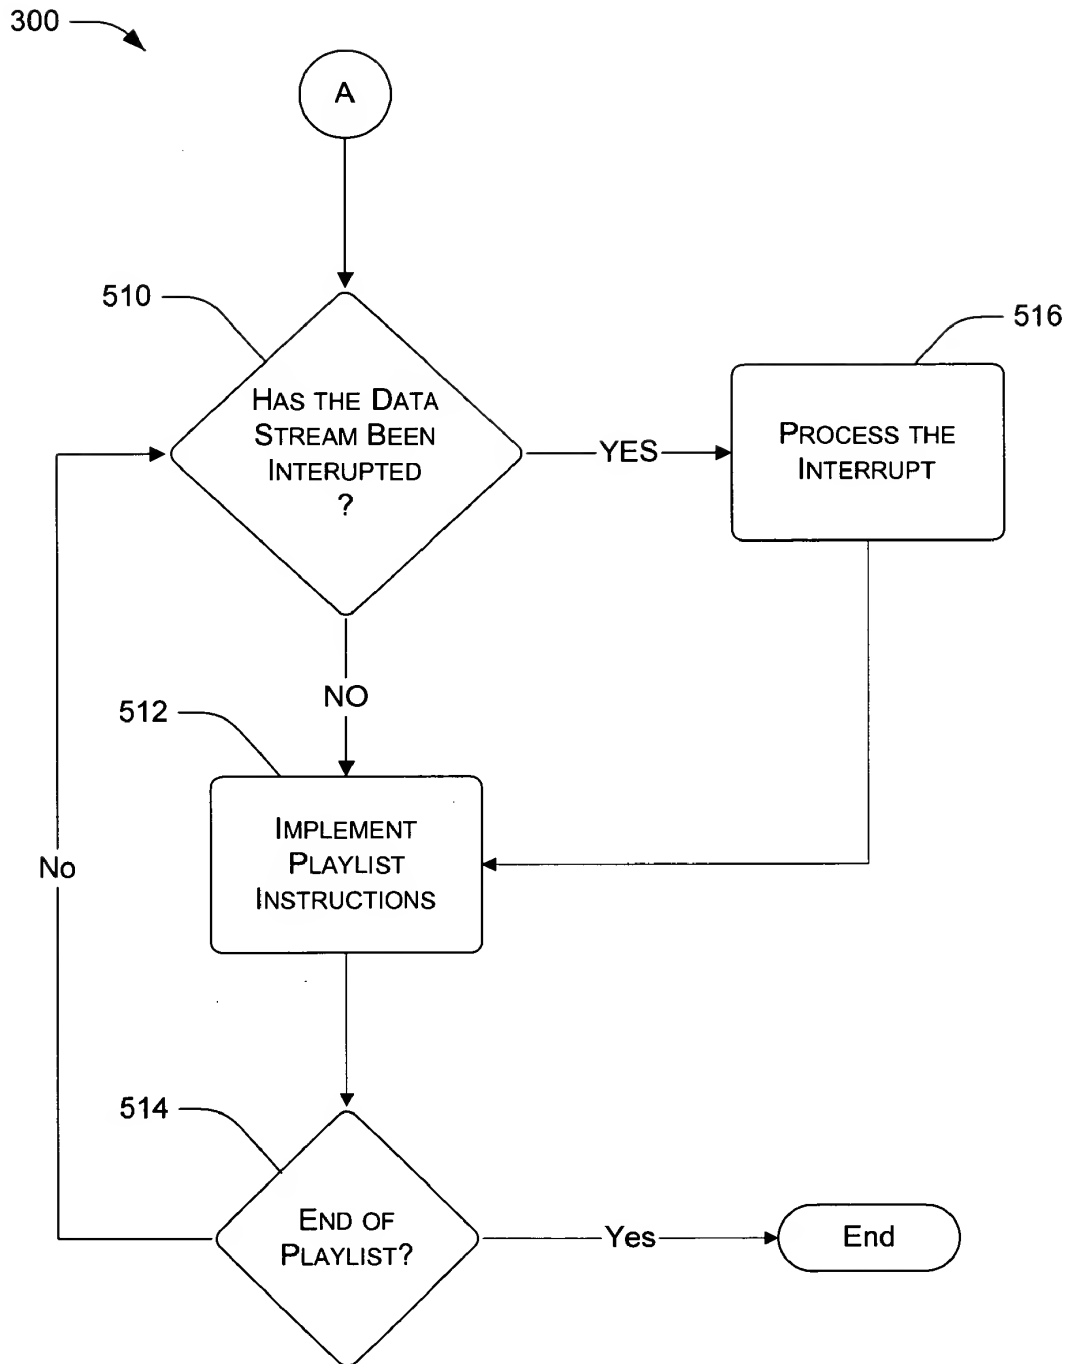 300
A
510
HAS THE DATA
STREAM BEEN
INTERUPTED
?
YES
516
PROCESS THE
INTERRUPT
NO
512
IMPLEMENT
PLAYLIST
INSTRUCTIONS
No
514
END OF
PLAYLIST?
Yes
End